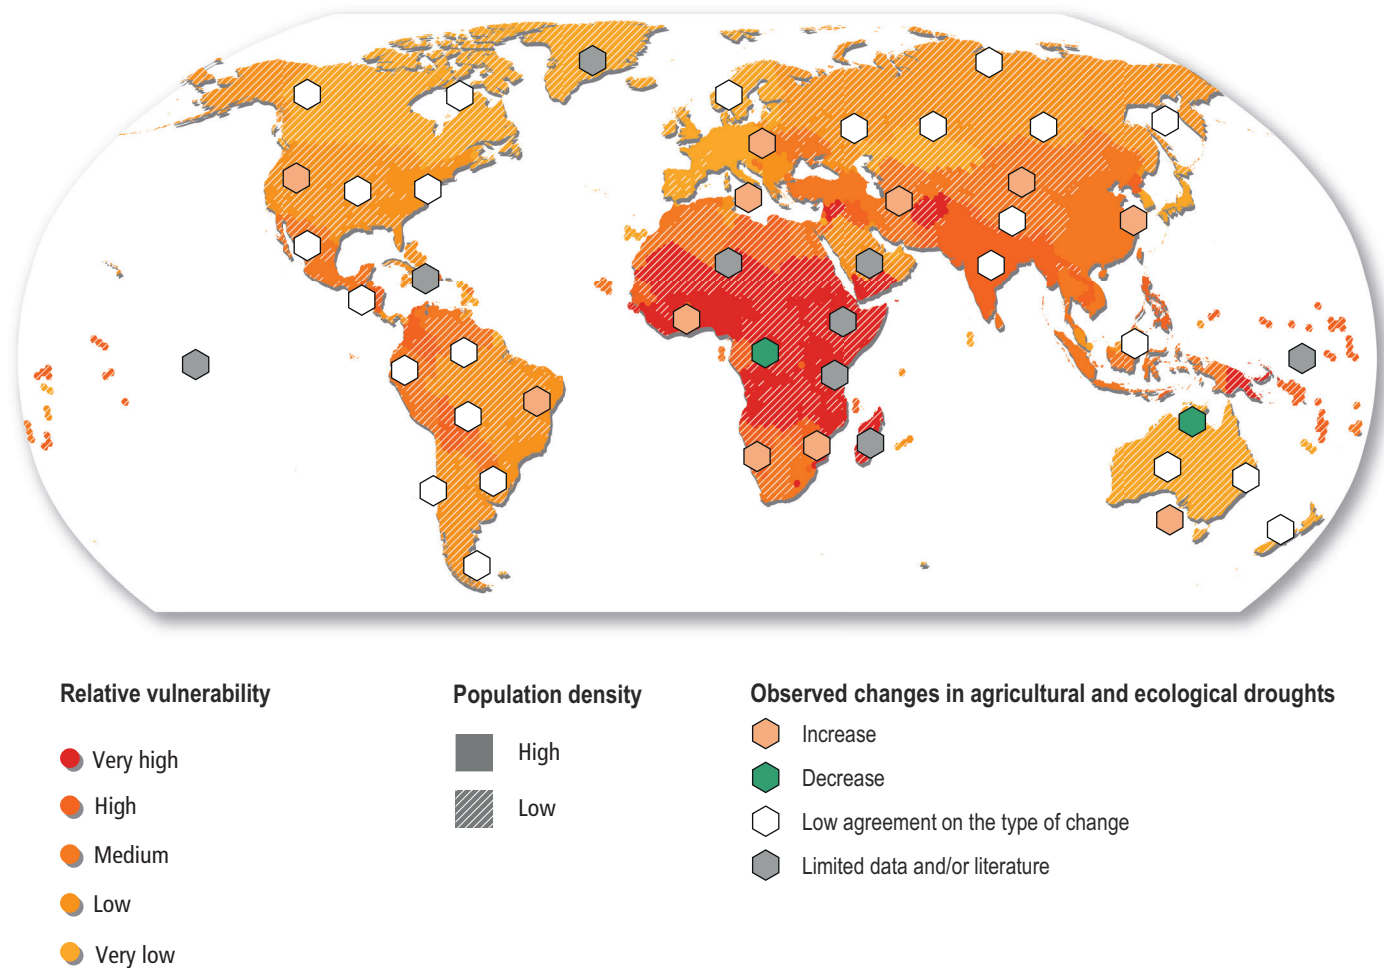 Relative vulnerability
Very high
High
Medium
Low
Very low
Population density
High
Low
Observed changes in agricultural and ecological droughts
Increase
Decrease
Low agreement on the type of change
Limited data and/or literature